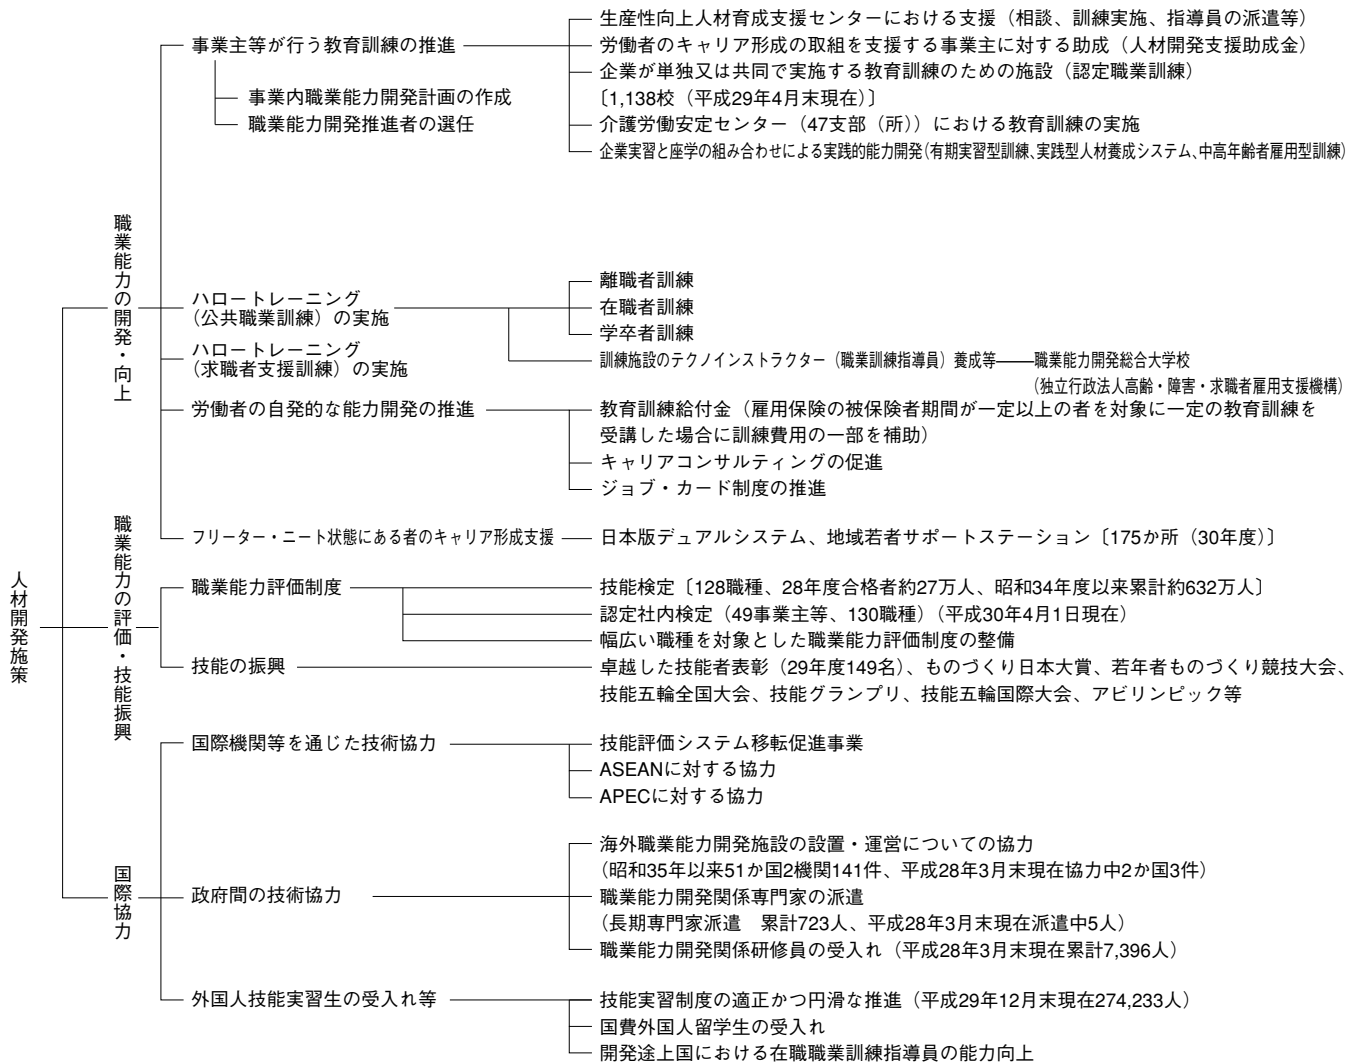 人材開発施策
職業能力の開発・向上
事業主等が行う教育訓練の推進
事業内職業能力開発計画の作成
職業能力開発推進者の選任
生産性向上人材育成支援センターにおける支援（相談、訓練実施、指導員の派遣等）
労働者のキャリア形成の取組を支援する事業主に対する助成（人材開発支援助成金）
企業が単独又は共同で実施する教育訓練のための施設（認定職業訓練）
〔1,138校（平成29年4月末現在）〕
介護労働安定センター（47支部（所））における教育訓練の実施
企業実習と座学の組み合わせによる実践的能力開発（有期実習型訓練、実践型人材養成システム、中高年齢者雇用型訓練）
ハロートレーニング
（公共職業訓練）の実施
離職者訓練
在職者訓練
学卒者訓練
訓練施設のテクノインストラクター（職業訓練指導員）養成等
職業能力開発総合大学校
（独立行政法人高齢・障害・求職者雇用支援機構）
ハロートレーニング
（求職者支援訓練）の実施
労働者の自発的な能力開発の推進
教育訓練給付金（雇用保険の被保険者期間が一定以上の者を対象に一定の教育訓練を
受講した場合に訓練費用の一部を補助）
キャリアコンサルティングの促進
ジョブ・カード制度の推進
フリーター・ニート状態にある者のキャリア形成支援
日本版デュアルシステム、地域若者サポートステーション〔175か所（30年度）〕
職業能力の評価・技能振興
職業能力評価制度
技能検定〔128職種、28年度合格者約27万人、昭和34年度以来累計約632万人〕
認定社内検定（49事業主等、130職種）（平成30年4月1日現在）
幅広い職種を対象とした職業能力評価制度の整備
技能の振興
卓越した技能者表彰（29年度149名）、ものづくり日本大賞、若年者ものづくり競技大会、
技能五輪全国大会、技能グランプリ、技能五輪国際大会、アビリンピック等
国際協力
国際機関等を通じた技術協力
技能評価システム移転促進事業
ASEANに対する協力
APECに対する協力
政府間の技術協力
海外職業能力開発施設の設置・運営についての協力
（昭和35年以来51か国2機関141件、平成28年3月末現在協力中2か国3件）
職業能力開発関係専門家の派遣
（長期専門家派遣　累計723人、平成28年3月末現在派遣中5人）
職業能力開発関係研修員の受入れ（平成28年3月末現在累計7,396人）
外国人技能実習生の受入れ等
技能実習制度の適正かつ円滑な推進（平成29年12月末現在274,233人）
国費外国人留学生の受入れ
開発途上国における在職職業訓練指導員の能力向上